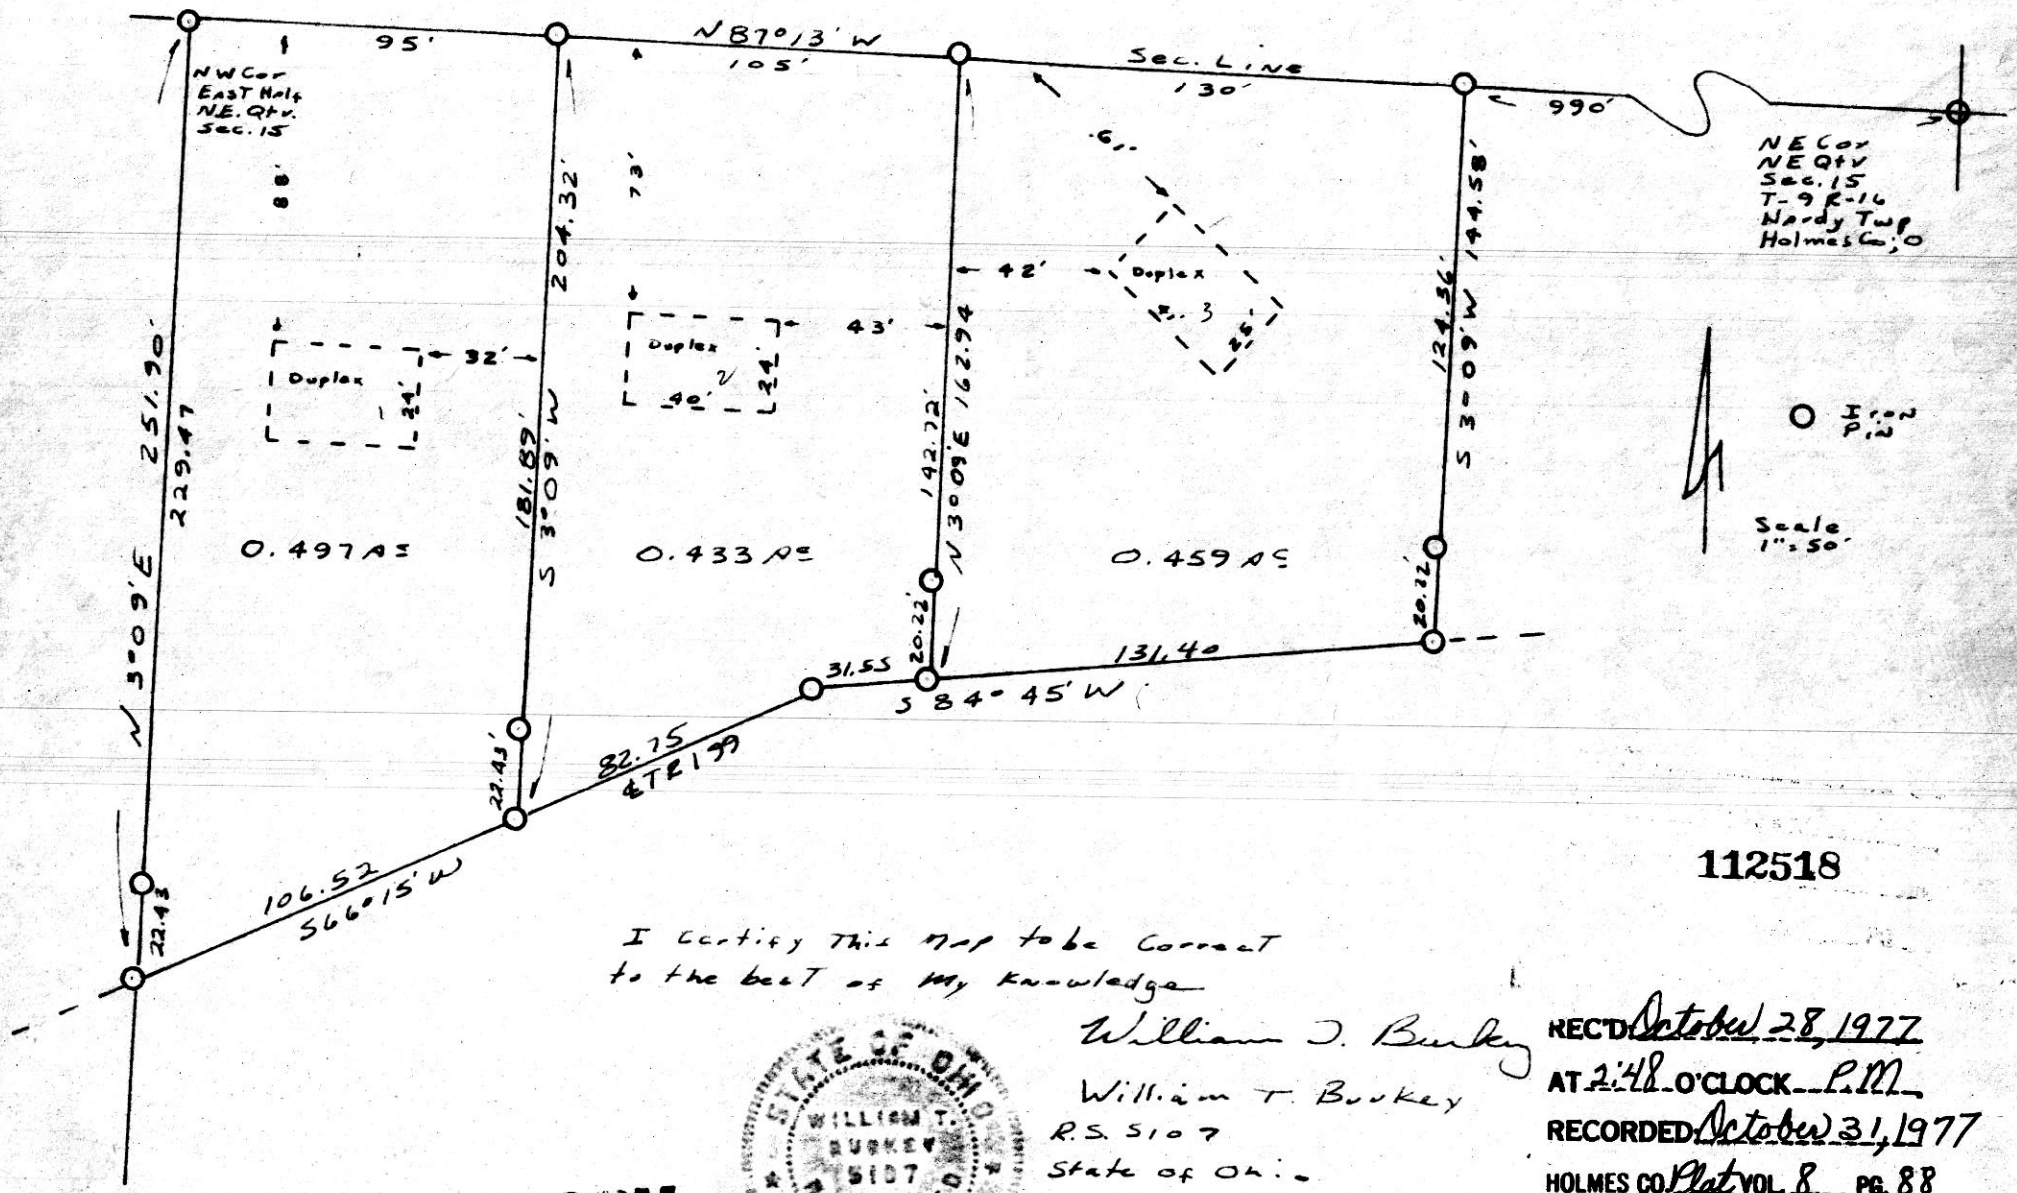 95'
N 87°13' W
105'
Sec. Line
130'
990'
NW Cor
East Half
NE. Qtr.
Sec. 15
NE Cor
NE Qtr
Sec. 15
T-9 R-16
Hardy Twp
Holmes Co; O
88'
204.32'
73'
S 3°09' W 144.58'
124.36'
42'
Duplex
3
25'
N 3°09'E 251.90'
229.47
Duplex
1
24'
32'
181.89'
S 3°09' W
Duplex
2
40'
24'
43'
142.72'
N 3°09'E 162.94
Iron
Pin
Scale
1"=50'
0.497 Ac
0.433 Ac
0.459 Ac
20.22'
20.22'
131.40
31.55
S 84° 45' W
82.75
℄ TR 199
22.43'
22.43
106.52
S66°15' W
112518
I certify This Map to be Correct
to the best of My Knowledge
William T. Burkey
William T. Burkey
R.S. 5107
State of Ohio
STATE OF OHIO
WILLIAM T.
BURKEY
5107
REC'D October 28, 1977
AT 2:48 O'CLOCK P.M.
RECORDED October 31, 1977
HOLMES CO. Plat VOL. 8 PG. 88